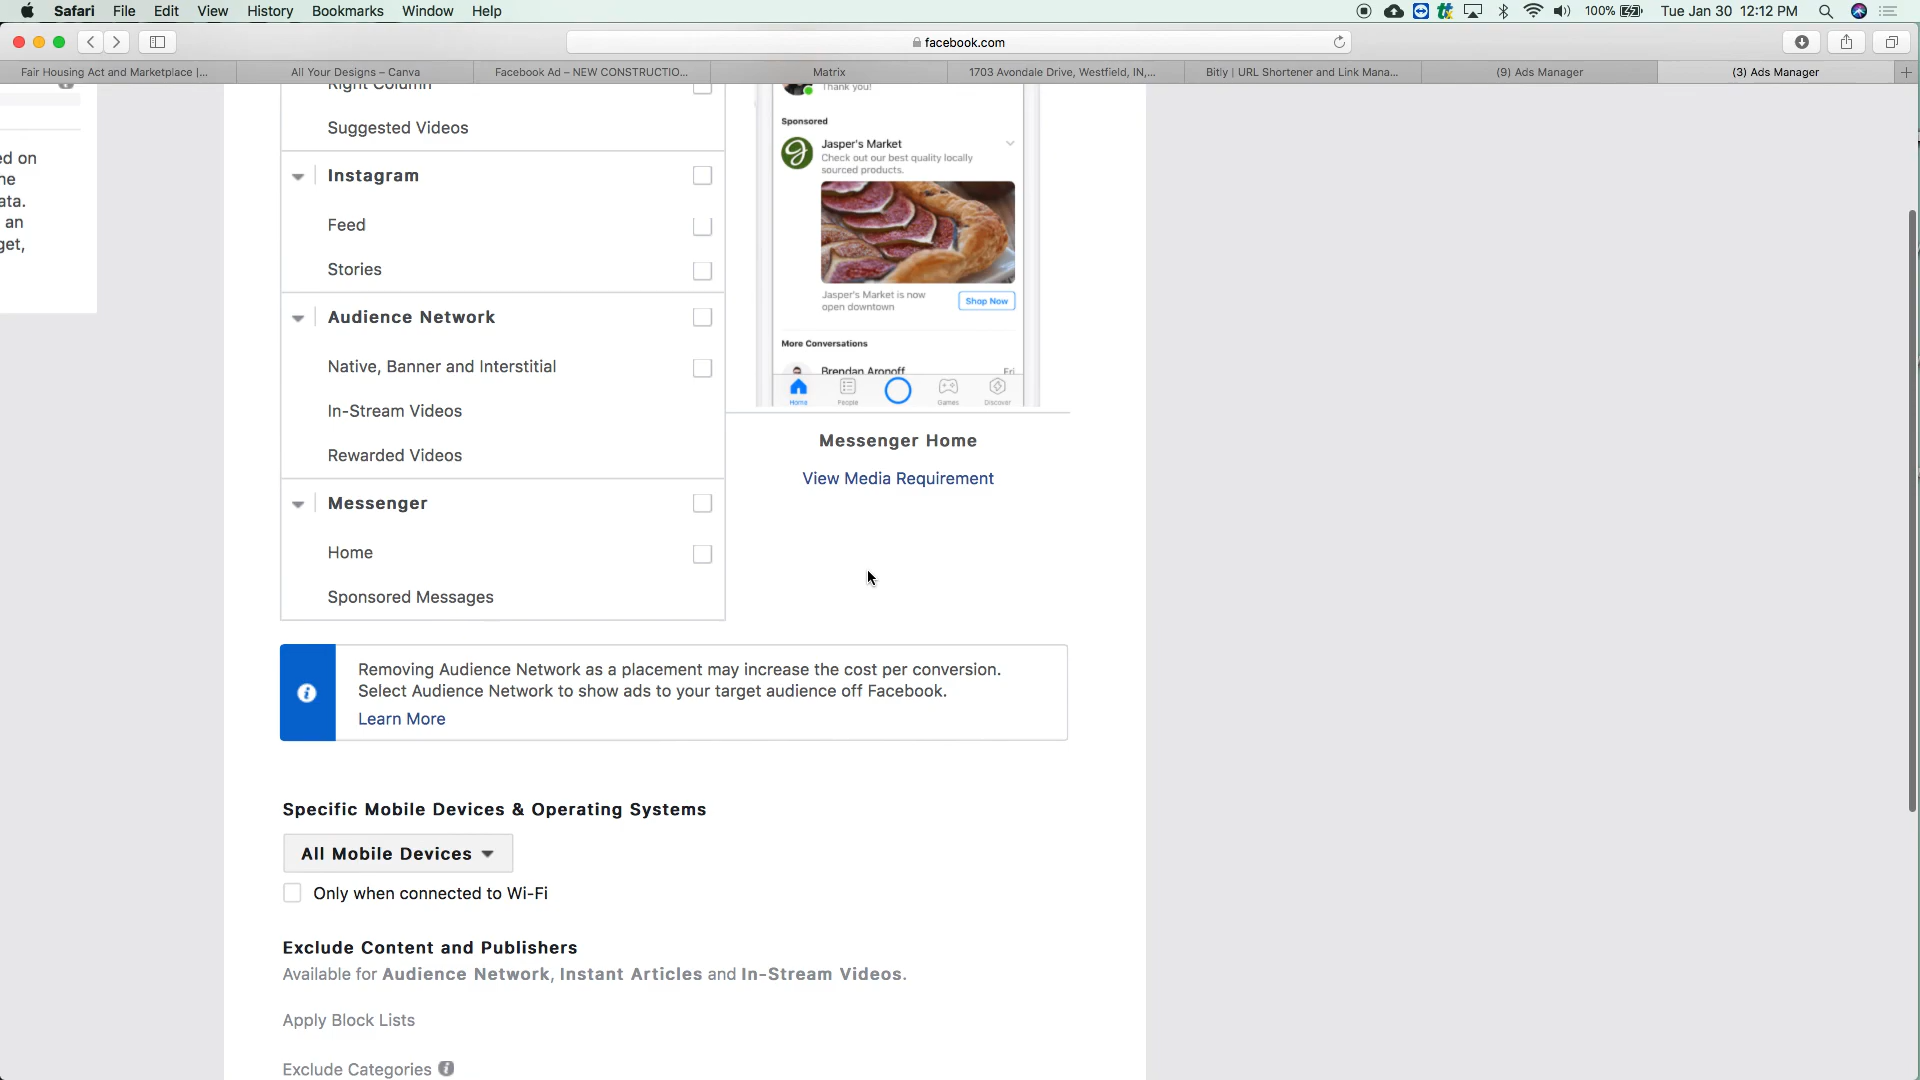 Safari File Edit View History Bookmarks Window Help
100% Tue Jan 30 12:12 PM
facebook.com
Fair Housing Act and Marketplace |...
All Your Designs – Canva
Facebook Ad – NEW CONSTRUCTIO...
Matrix
1703 Avondale Drive, Westfield, IN,...
Bitly | URL Shortener and Link Mana...
(9) Ads Manager
(3) Ads Manager
ed on
ne
ata.
an
get,
Right Column
Suggested Videos
Instagram
Feed
Stories
Audience Network
Native, Banner and Interstitial
In-Stream Videos
Rewarded Videos
Messenger
Home
Sponsored Messages
Thank you!
Sponsored
Jasper's Market
Check out our best quality locally
sourced products.
Jasper's Market is now
open downtown
Shop Now
More Conversations
Brendan Aronoff
Fri
Home People Games Discover
Messenger Home
View Media Requirement
Removing Audience Network as a placement may increase the cost per conversion.
Select Audience Network to show ads to your target audience off Facebook.
Learn More
Specific Mobile Devices & Operating Systems
All Mobile Devices
Only when connected to Wi-Fi
Exclude Content and Publishers
Available for Audience Network, Instant Articles and In-Stream Videos.
Apply Block Lists
Exclude Categories